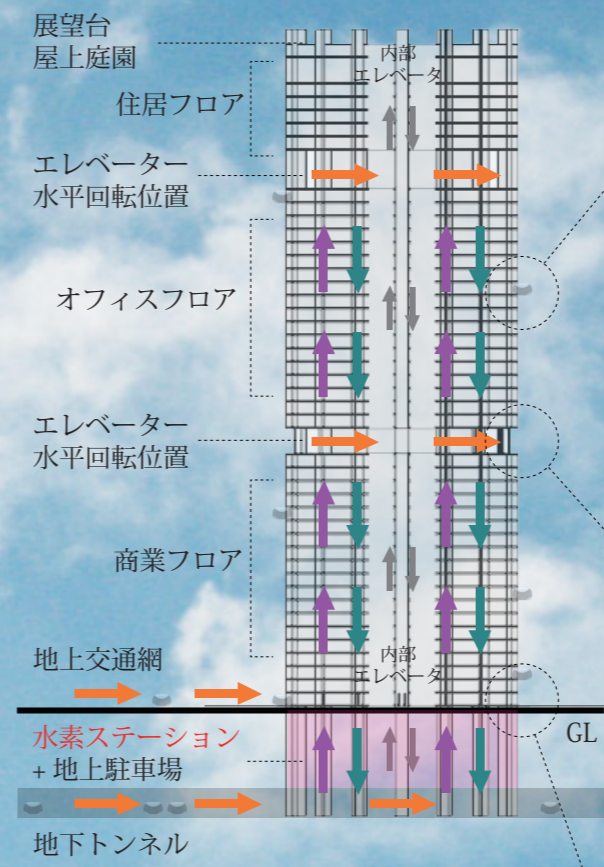 展望台
屋上庭園
内部
エレベータ
住居フロア
エレベーター
水平回転位置
オフィスフロア
エレベーター
水平回転位置
商業フロア
内部
エレベータ
地上交通網
GL
水素ステーション
+ 地上駐車場
地下トンネル